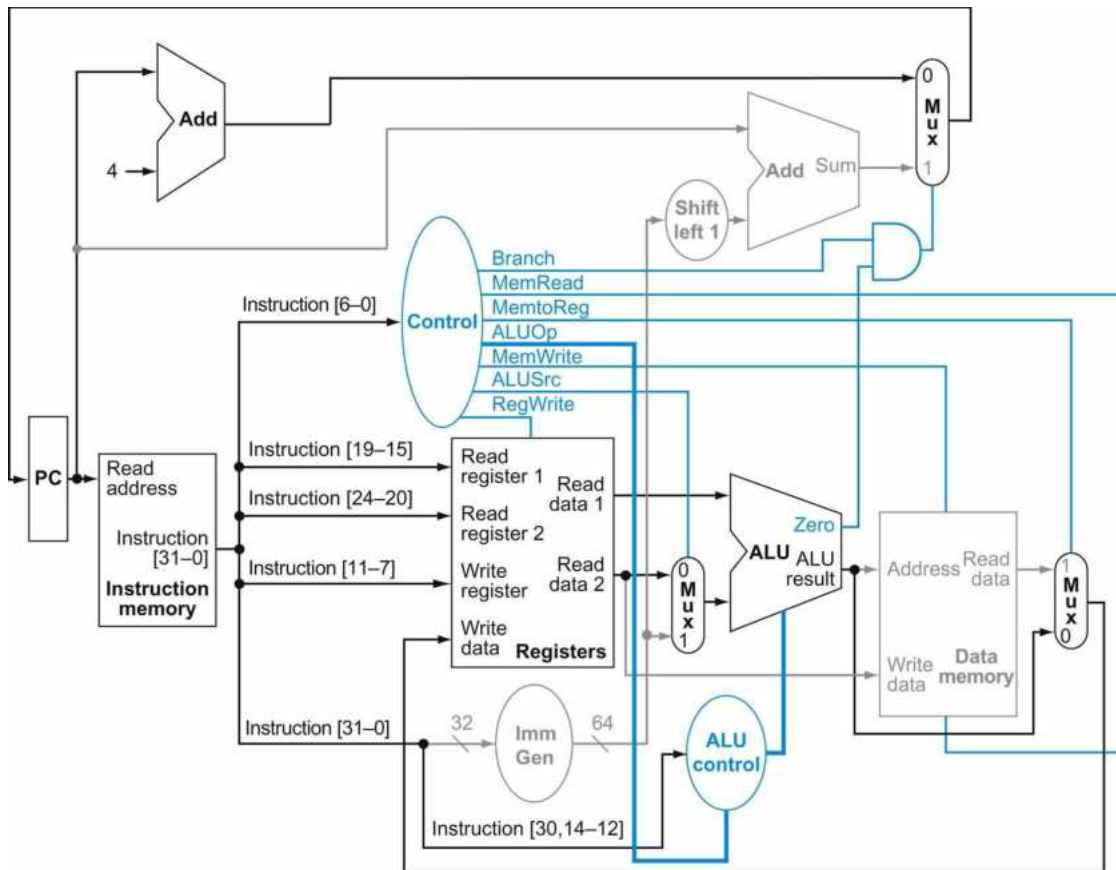 0
Add
Mux
4
Add Sum
1
Shift
left 1
Branch
MemRead
Instruction [6–0]
MemtoReg
Control
ALUOp
MemWrite
ALUSrc
RegWrite
PC
Read
address
Instruction
[31–0]
Instruction
memory
Instruction [19–15]
Instruction [24–20]
Instruction [11–7]
Read
register 1
Read
register 2
Write
register
Write
data
Read
data 1
Read
data 2
Registers
0
Mux
1
Zero
ALU
ALU
result
Address
Read
data
Write
data
Data
memory
1
Mux
0
Instruction [31–0]
32
Imm
Gen
64
ALU
control
Instruction [30,14–12]